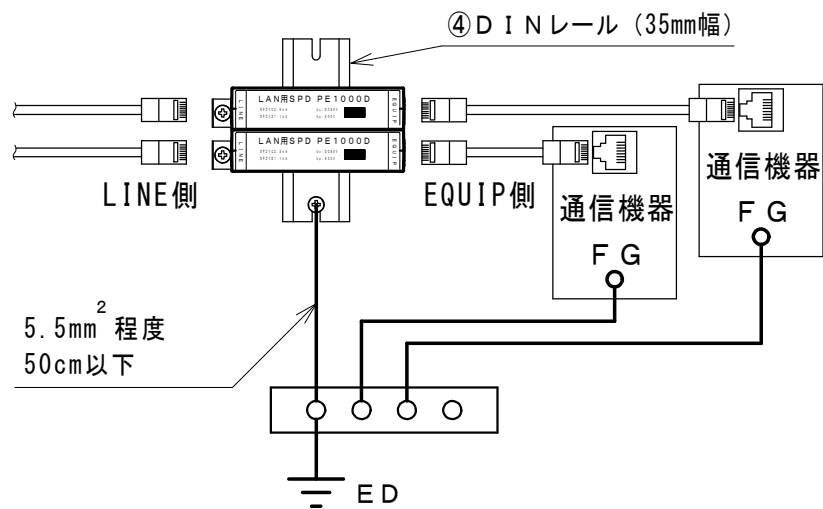 ④ＤＩＮレール（35mm幅）
LINE
LAN用SPD PE1000D
EQUIP
LINE
LAN用SPD PE1000D
EQUIP
LINE側
EQUIP側
通信機器
ＦＧ
通信機器
ＦＧ
5.5mm²程度
50cm以下
ＥＤ